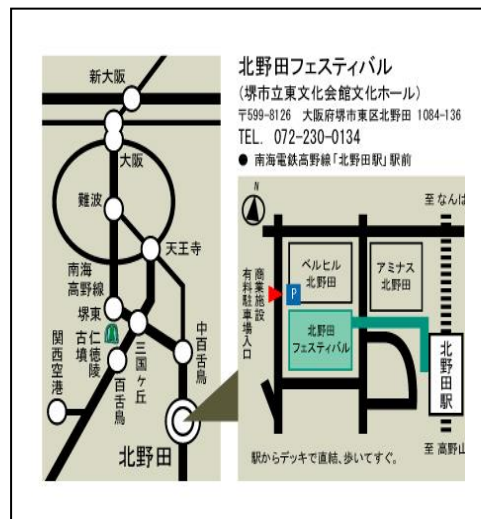 北野田フェスティバル
(堺市立東文化会館文化ホール)
〒599-8126 大阪府堺市東区北野田 1084-136
TEL. 072-230-0134
● 南海電鉄高野線「北野田駅」駅前
新大阪
大阪
難波
天王寺
南海
高野線
堺東
仁徳陵
古墳
三国ヶ丘
中百舌鳥
百舌鳥
関西空港
北野田
N
至 なんば
ベルヒル
北野田
アミナス
北野田
商業施設
有料駐車場入口
P
北野田
フェスティバル
北野田駅
至 高野山
駅からデッキで直結、歩いてすぐ。